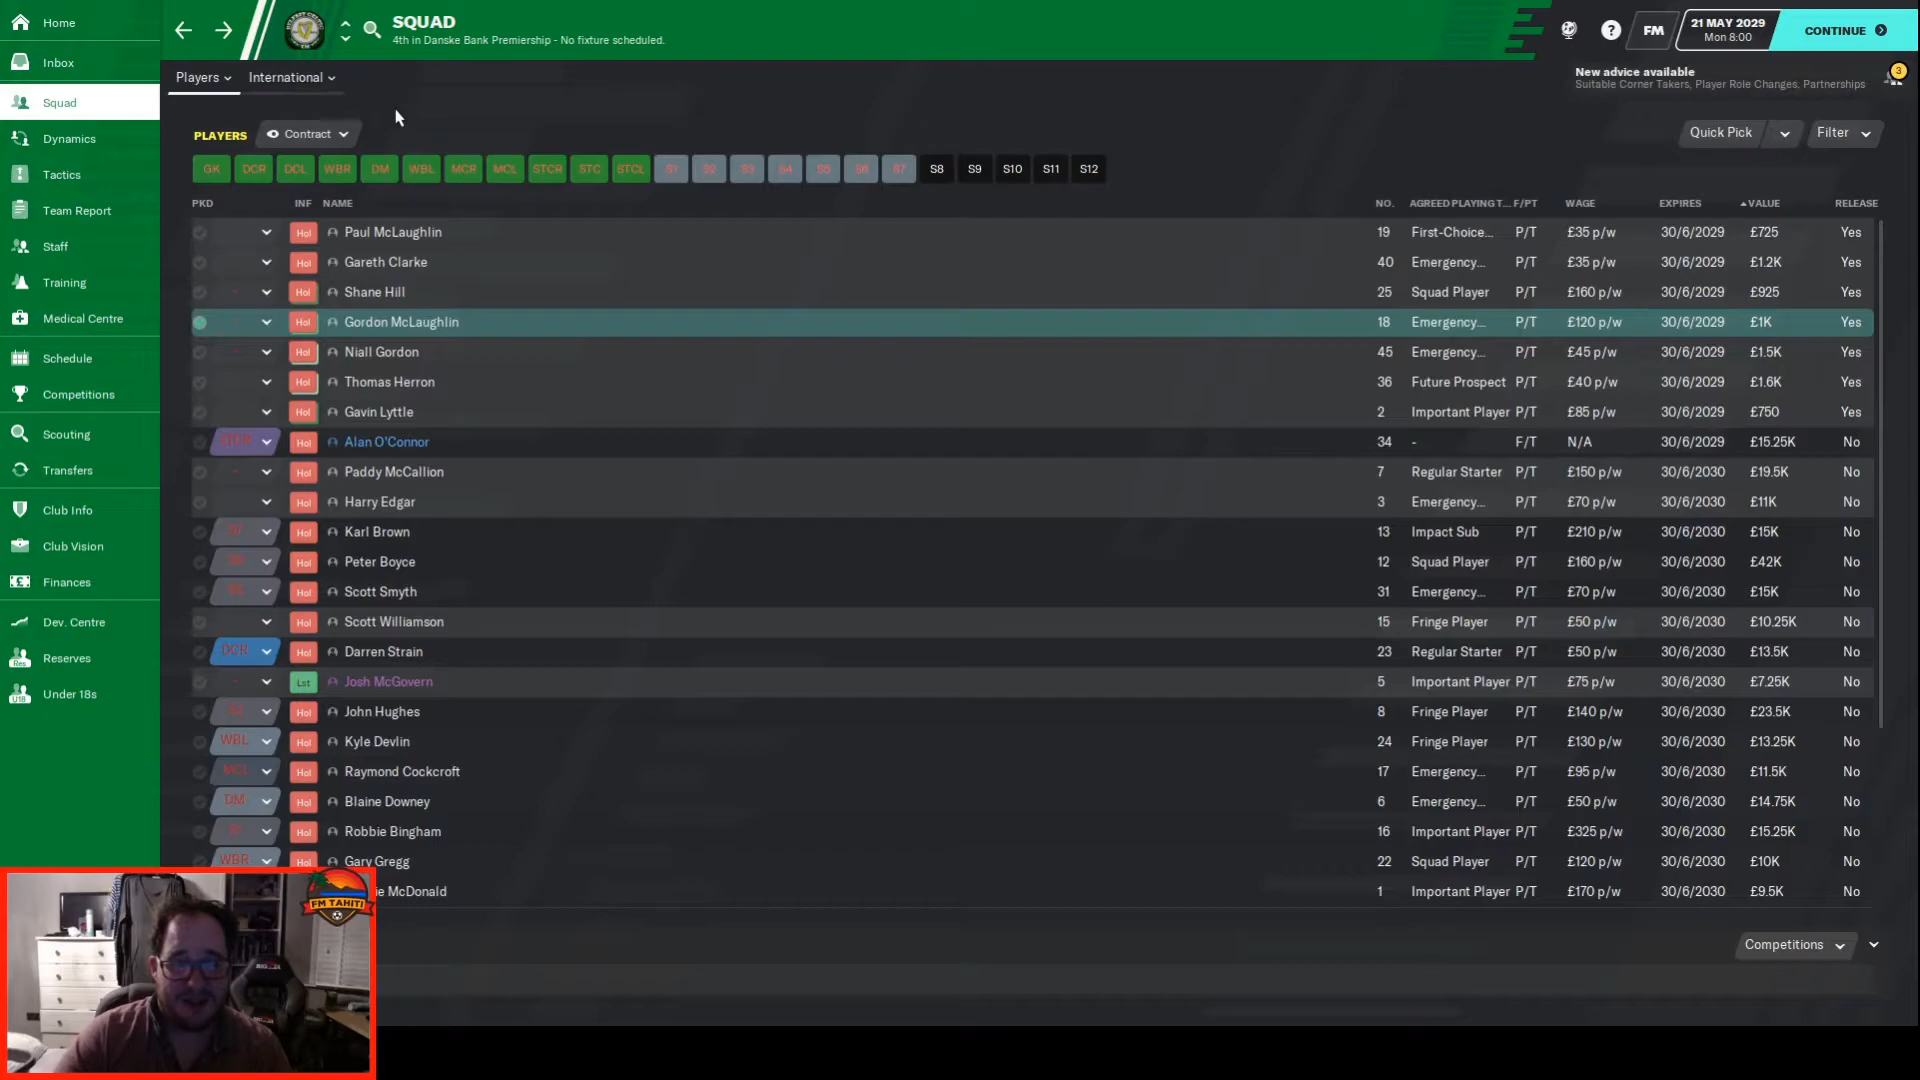 Home
Inbox
Squad
Dynamics
Tactics
Team Report
Staff
Training
Medical Centre
Schedule
Competitions
Scouting
Transfers
Club Info
Club Vision
Finances
Dev. Centre
Reserves
Under 18s
SQUAD
4th in Danske Bank Premiership - No fixture scheduled.
FM
21 MAY 2029
Mon 8:00
CONTINUE
Players International
New advice available
Suitable Corner Takers, Player Role Changes, Partnerships
3
PLAYERS Contract Quick Pick Filter
GK DCR DCL WBR DM WBL MCR MCL STCR STC STCL S1 S2 S3 S4 S5 S6 S7 S8 S9 S10 S11 S12
PKD INF NAME NO. AGREED PLAYING T... F/PT WAGE EXPIRES VALUE RELEASE
Hol Paul McLaughlin 19 First-Choice... P/T £35 p/w 30/6/2029 £725 Yes
Hol Gareth Clarke 40 Emergency... P/T £35 p/w 30/6/2029 £1.2K Yes
- Hol Shane Hill 25 Squad Player P/T £160 p/w 30/6/2029 £925 Yes
- Hol Gordon McLaughlin 18 Emergency... P/T £120 p/w 30/6/2029 £1K Yes
- Hol Niall Gordon 45 Emergency... P/T £45 p/w 30/6/2029 £1.5K Yes
Hol Thomas Herron 36 Future Prospect P/T £40 p/w 30/6/2029 £1.6K Yes
Hol Gavin Lyttle 2 Important Player P/T £85 p/w 30/6/2029 £750 Yes
Hol Alan O'Connor 34 - F/T N/A 30/6/2029 £15.25K No
- Hol Paddy McCallion 7 Regular Starter P/T £150 p/w 30/6/2030 £19.5K No
Hol Harry Edgar 3 Emergency... P/T £70 p/w 30/6/2030 £11K No
Hol Karl Brown 13 Impact Sub P/T £210 p/w 30/6/2030 £15K No
Hol Peter Boyce 12 Squad Player P/T £160 p/w 30/6/2030 £42K No
Hol Scott Smyth 31 Emergency... P/T £70 p/w 30/6/2030 £15K No
Hol Scott Williamson 15 Fringe Player P/T £50 p/w 30/6/2030 £10.25K No
DCR Hol Darren Strain 23 Regular Starter P/T £50 p/w 30/6/2030 £13.5K No
- Lst Josh McGovern 5 Important Player P/T £75 p/w 30/6/2030 £7.25K No
Hol John Hughes 8 Fringe Player P/T £140 p/w 30/6/2030 £23.5K No
WBL Hol Kyle Devlin 24 Fringe Player P/T £130 p/w 30/6/2030 £13.25K No
MCL Hol Raymond Cockcroft 17 Emergency... P/T £95 p/w 30/6/2030 £11.5K No
DM Hol Blaine Downey 6 Emergency... P/T £50 p/w 30/6/2030 £14.75K No
Hol Robbie Bingham 16 Important Player P/T £325 p/w 30/6/2030 £15.25K No
WBR Hol Gary Gregg 22 Squad Player P/T £120 p/w 30/6/2030 £10K No
ie McDonald 1 Important Player P/T £170 p/w 30/6/2030 £9.5K No
Competitions
FM TAHITI